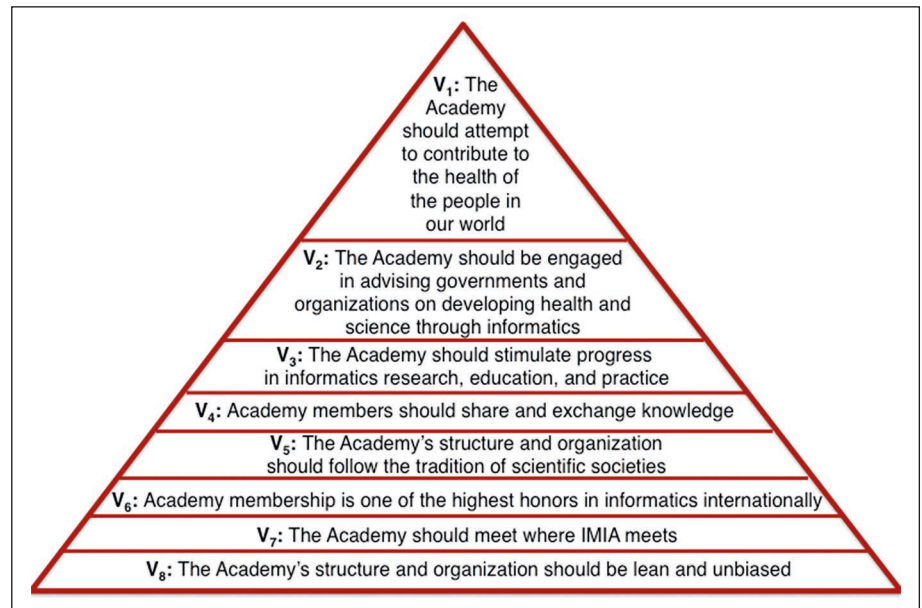 V₁: The
Academy
should attempt
to contribute to
the health of
the people in
our world
V₂: The Academy should be engaged
in advising governments and
organizations on developing health and
science through informatics
V₃: The Academy should stimulate progress
in informatics research, education, and practice
V₄: Academy members should share and exchange knowledge
V₅: The Academy's structure and organization
should follow the tradition of scientific societies
V₆: Academy membership is one of the highest honors in informatics internationally
V₇: The Academy should meet where IMIA meets
V₈: The Academy's structure and organization should be lean and unbiased